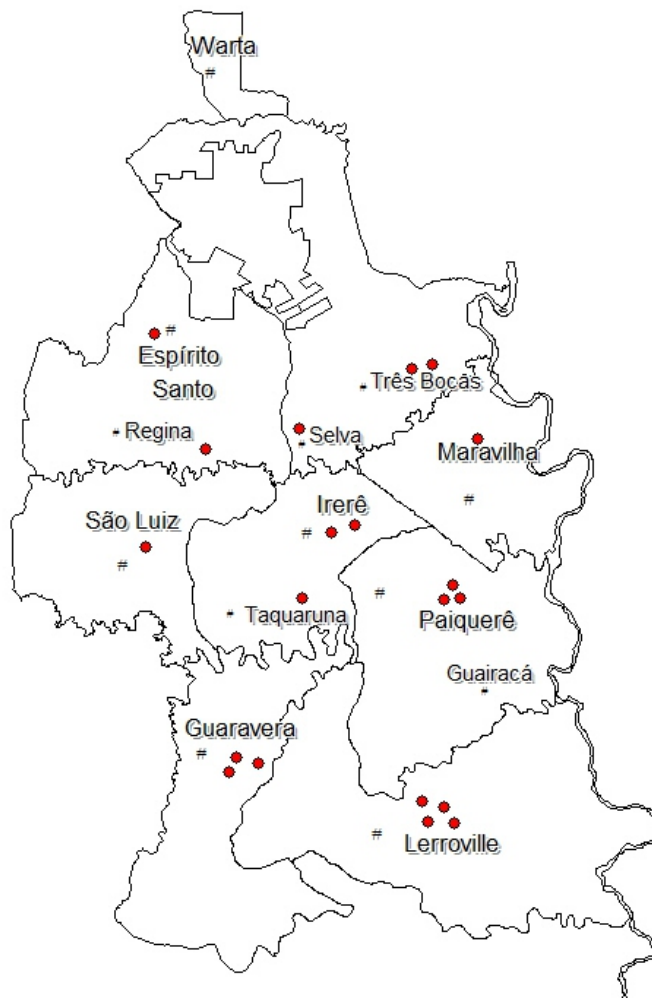 Warta
#
#
Espírito
Santo
# Três Bocas
# Regina
# Selva
Maravilha
#
São Luiz
#
Irerê
#
# Taquaruna
#
Paiquerê
Guairacá
#
Guaravera
#
#
Lerroville